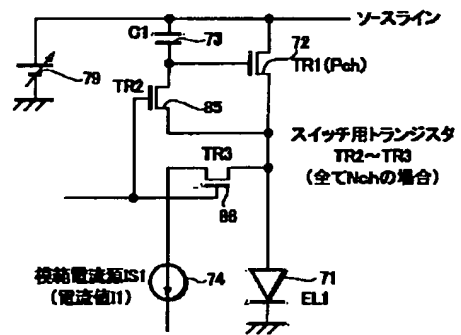 ソースライン
C1
73
72
TR1(Pch)
79
TR2
85
スイッチ用トランジスタ
TR2～TR3
(全てNchの場合)
TR3
86
視範電流源IS1
(電流値I1)
74
71
EL1